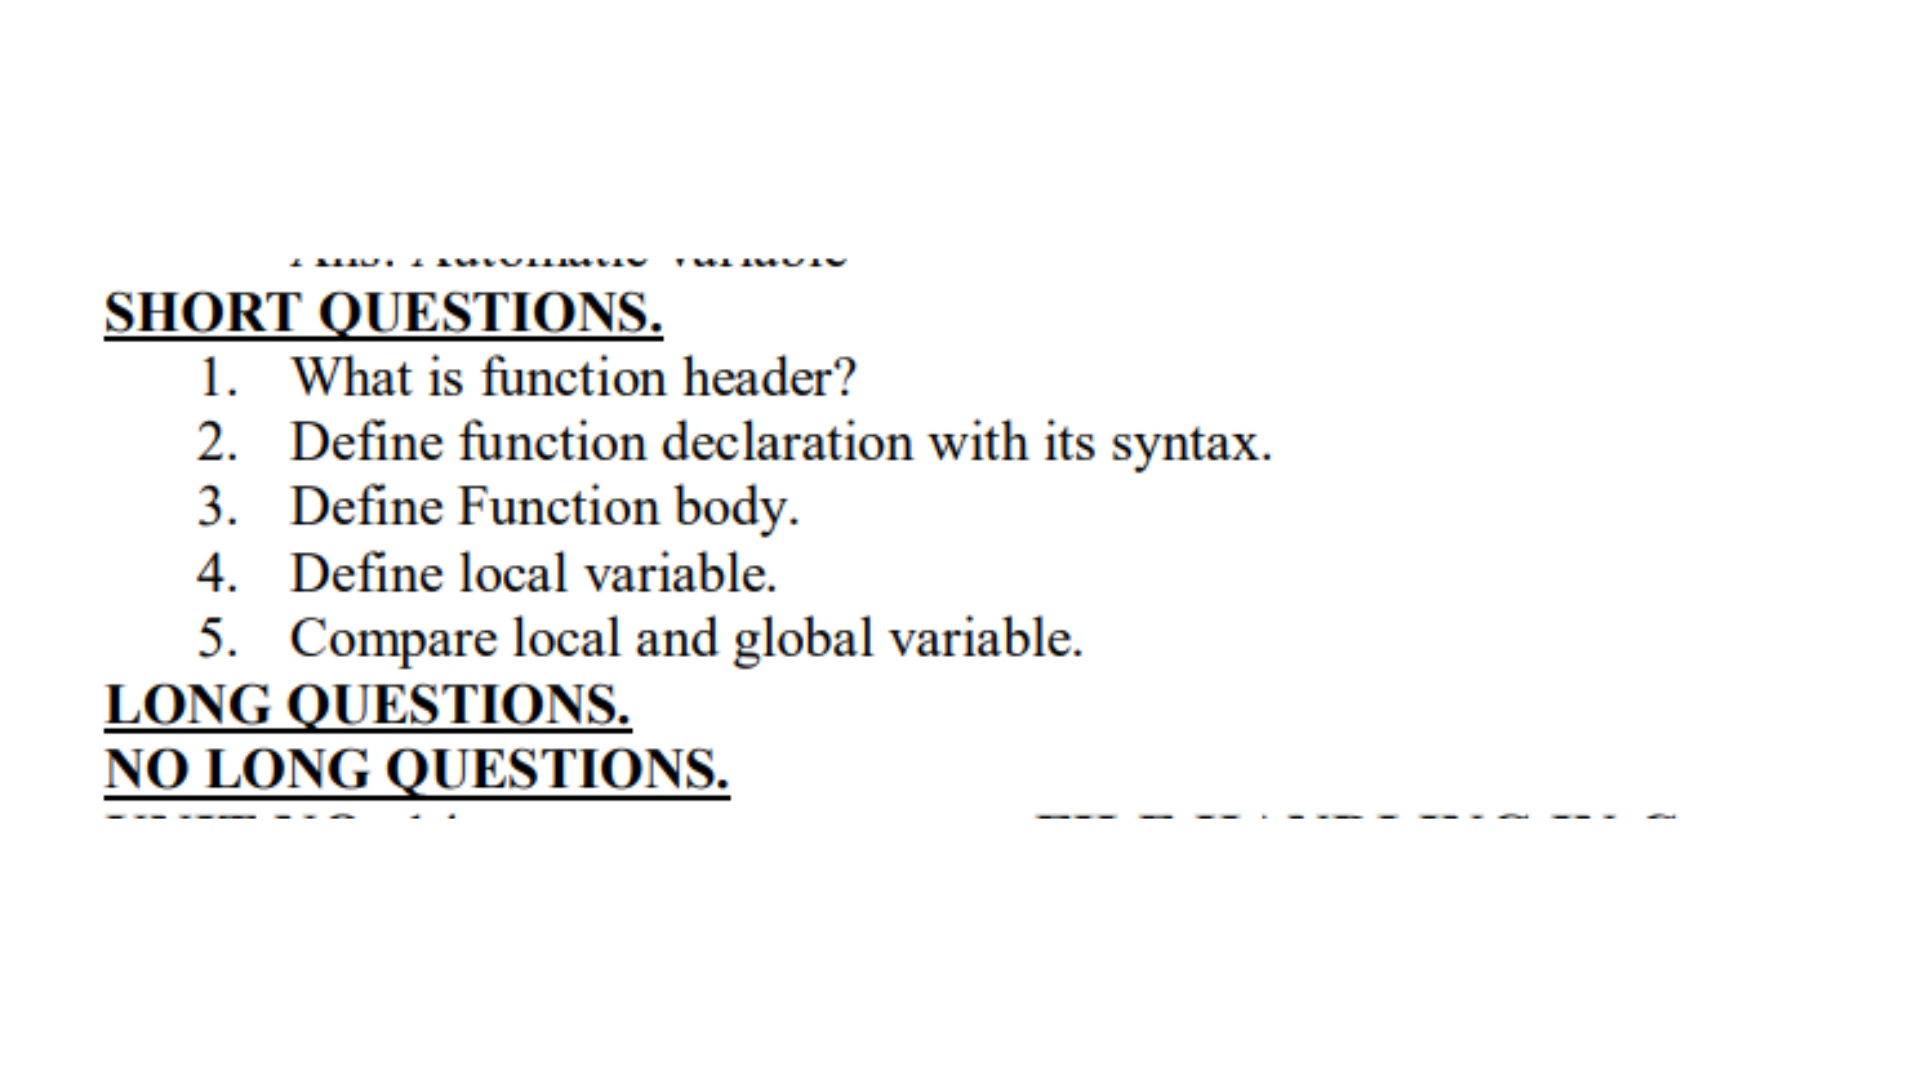 SHORT QUESTIONS.
1. What is function header?
2. Define function declaration with its syntax.
3. Define Function body.
4. Define local variable.
5. Compare local and global variable.
LONG QUESTIONS.
NO LONG QUESTIONS.